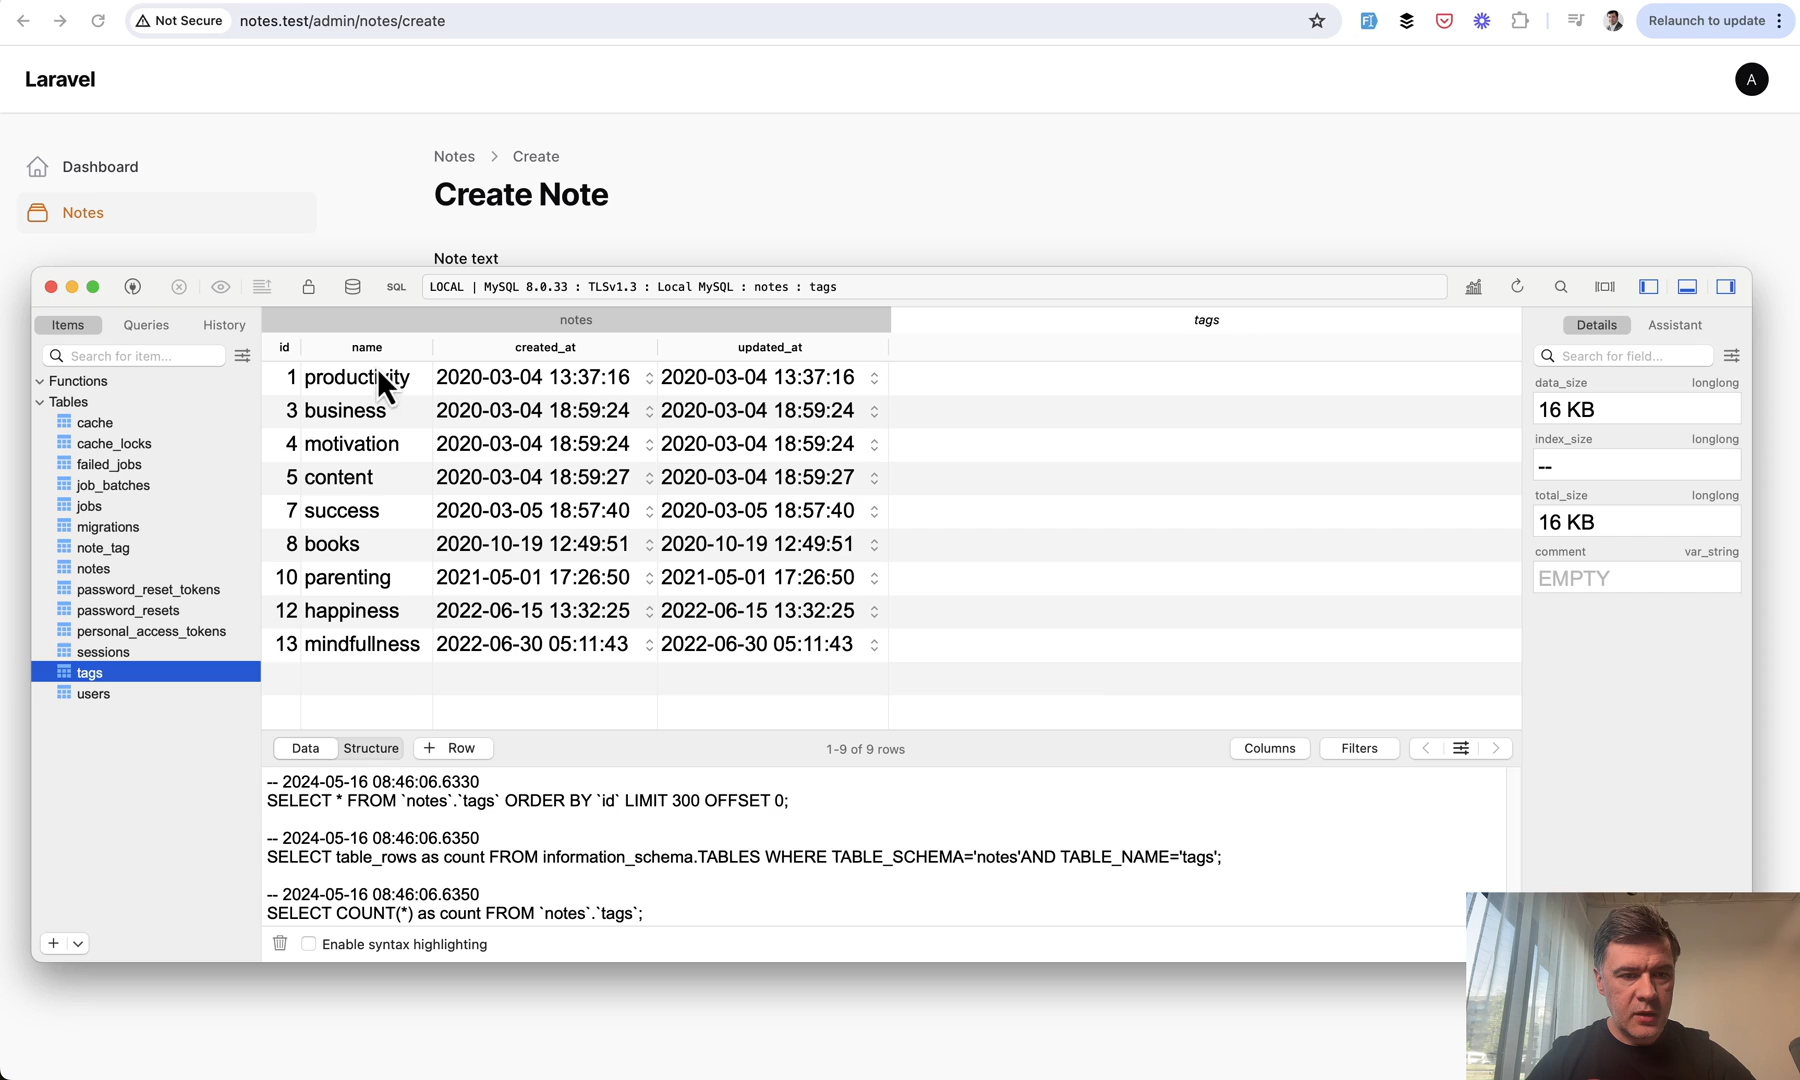 Not Secure notes.test/admin/notes/create Relaunch to update
Laravel
A
Dashboard
Notes
Notes > Create
Create Note
Note text
SQL LOCAL | MySQL 8.0.33 : TLSv1.3 : Local MySQL : notes : tags
Items Queries History
Search for item...
Functions
Tables
cache
cache_locks
failed_jobs
job_batches
jobs
migrations
note_tag
notes
password_reset_tokens
password_resets
personal_access_tokens
sessions
tags
users
notes tags
id name created_at updated_at
1 productivity 2020-03-04 13:37:16 2020-03-04 13:37:16
3 business 2020-03-04 18:59:24 2020-03-04 18:59:24
4 motivation 2020-03-04 18:59:24 2020-03-04 18:59:24
5 content 2020-03-04 18:59:27 2020-03-04 18:59:27
7 success 2020-03-05 18:57:40 2020-03-05 18:57:40
8 books 2020-10-19 12:49:51 2020-10-19 12:49:51
10 parenting 2021-05-01 17:26:50 2021-05-01 17:26:50
12 happiness 2022-06-15 13:32:25 2022-06-15 13:32:25
13 mindfullness 2022-06-30 05:11:43 2022-06-30 05:11:43
Data Structure + Row 1-9 of 9 rows Columns Filters
-- 2024-05-16 08:46:06.6330
SELECT * FROM `notes`.`tags` ORDER BY `id` LIMIT 300 OFFSET 0;
-- 2024-05-16 08:46:06.6350
SELECT table_rows as count FROM information_schema.TABLES WHERE TABLE_SCHEMA='notes'AND TABLE_NAME='tags';
-- 2024-05-16 08:46:06.6350
SELECT COUNT(*) as count FROM `notes`.`tags`;
Enable syntax highlighting
Details Assistant
Search for field...
data_size longlong
16 KB
index_size longlong
--
total_size longlong
16 KB
comment var_string
EMPTY